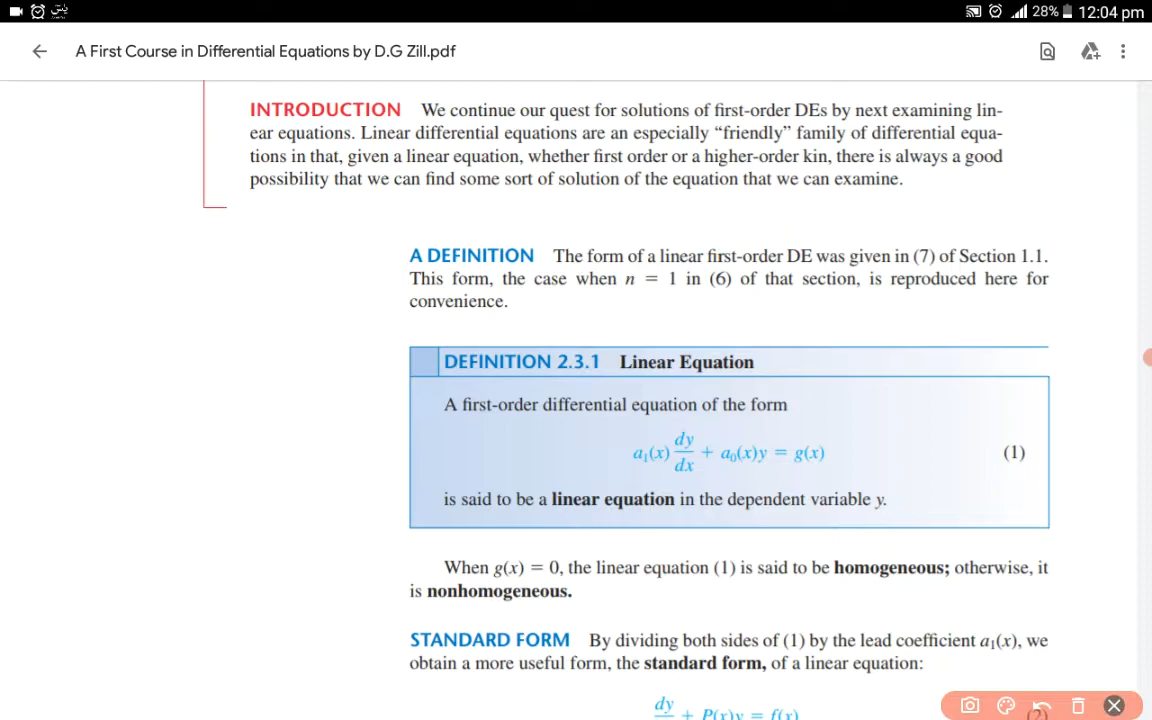 28% 12:04 pm
A First Course in Differential Equations by D.G Zill.pdf
INTRODUCTION We continue our quest for solutions of first-order DEs by next examining lin-
ear equations. Linear differential equations are an especially “friendly” family of differential equa-
tions in that, given a linear equation, whether first order or a higher-order kin, there is always a good
possibility that we can find some sort of solution of the equation that we can examine.
A DEFINITION The form of a linear first-order DE was given in (7) of Section 1.1.
This form, the case when n = 1 in (6) of that section, is reproduced here for
convenience.
DEFINITION 2.3.1 Linear Equation
A first-order differential equation of the form
a₁(x) dy/dx + a₀(x)y = g(x) (1)
is said to be a linear equation in the dependent variable y.
When g(x) = 0, the linear equation (1) is said to be homogeneous; otherwise, it
is nonhomogeneous.
STANDARD FORM By dividing both sides of (1) by the lead coefficient a₁(x), we
obtain a more useful form, the standard form, of a linear equation:
dy + P(x)y = f(x) (2)